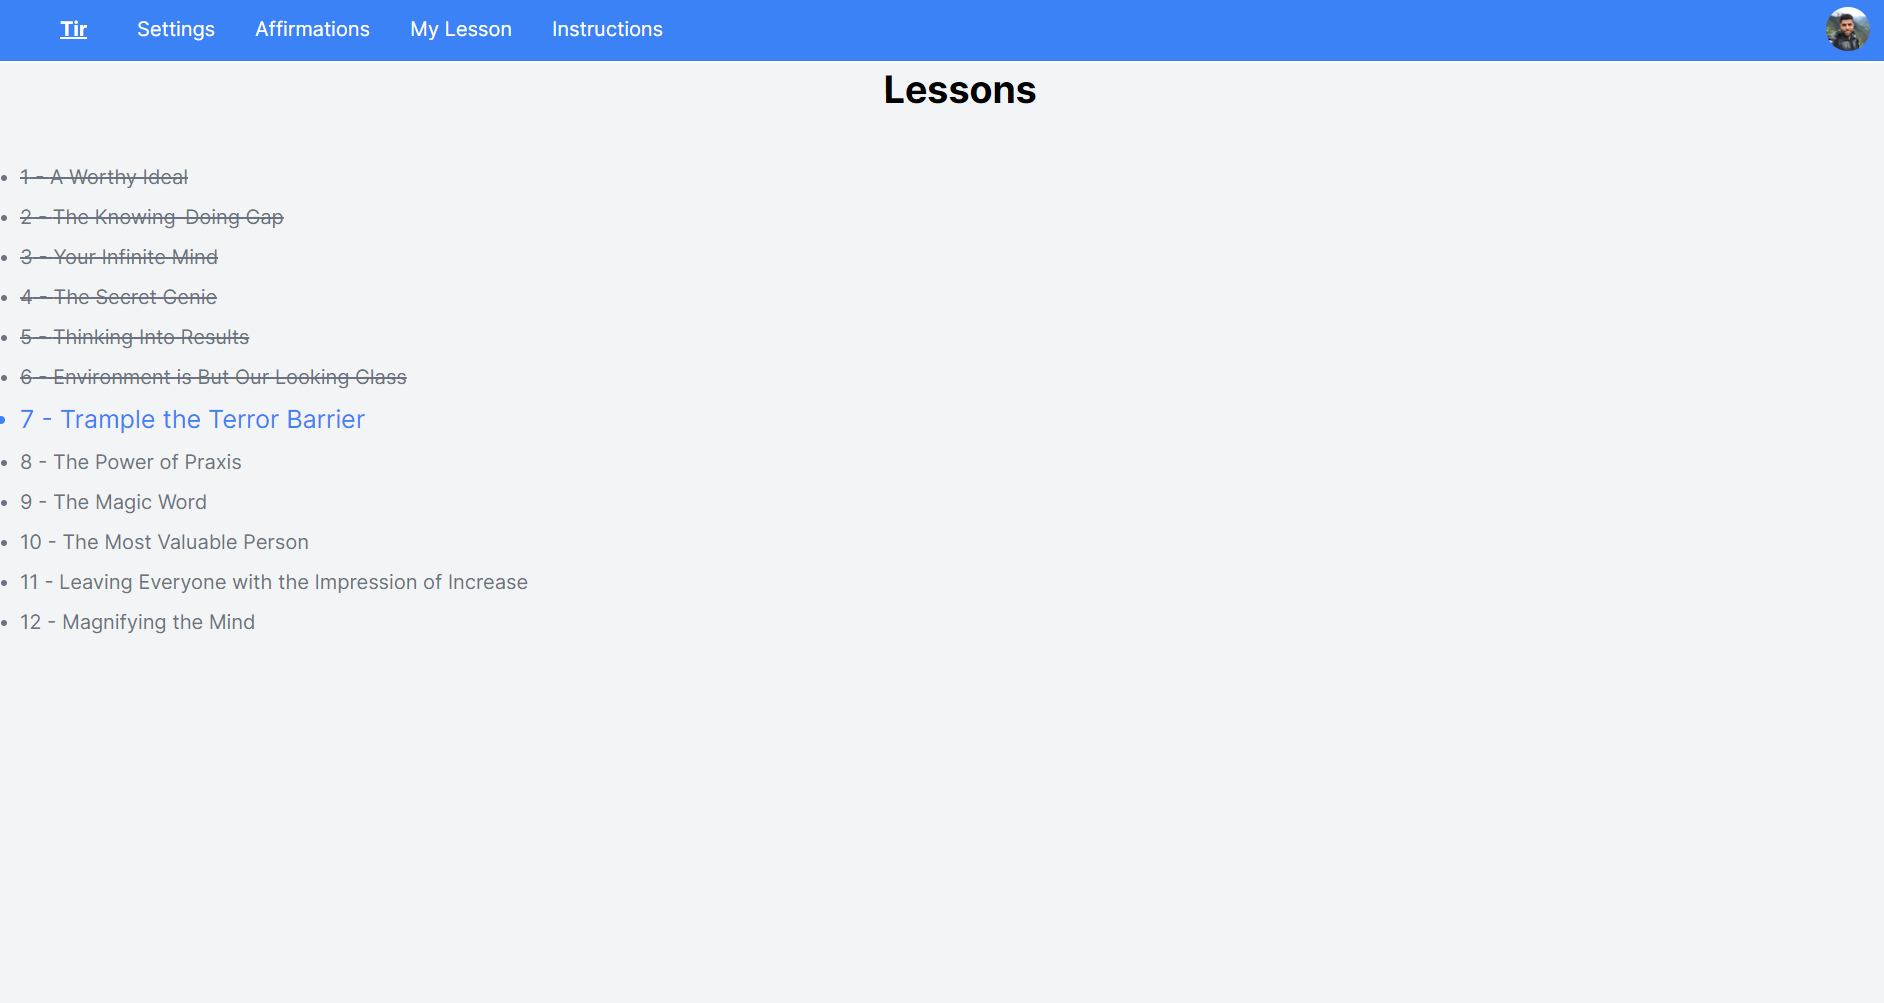 Tir Settings Affirmations My Lesson Instructions
Lessons
1 - A Worthy Ideal
2 - The Knowing-Doing Gap
3 - Your Infinite Mind
4 - The Secret Genie
5 - Thinking Into Results
6 - Environment is But Our Looking Glass
7 - Trample the Terror Barrier
8 - The Power of Praxis
9 - The Magic Word
10 - The Most Valuable Person
11 - Leaving Everyone with the Impression of Increase
12 - Magnifying the Mind